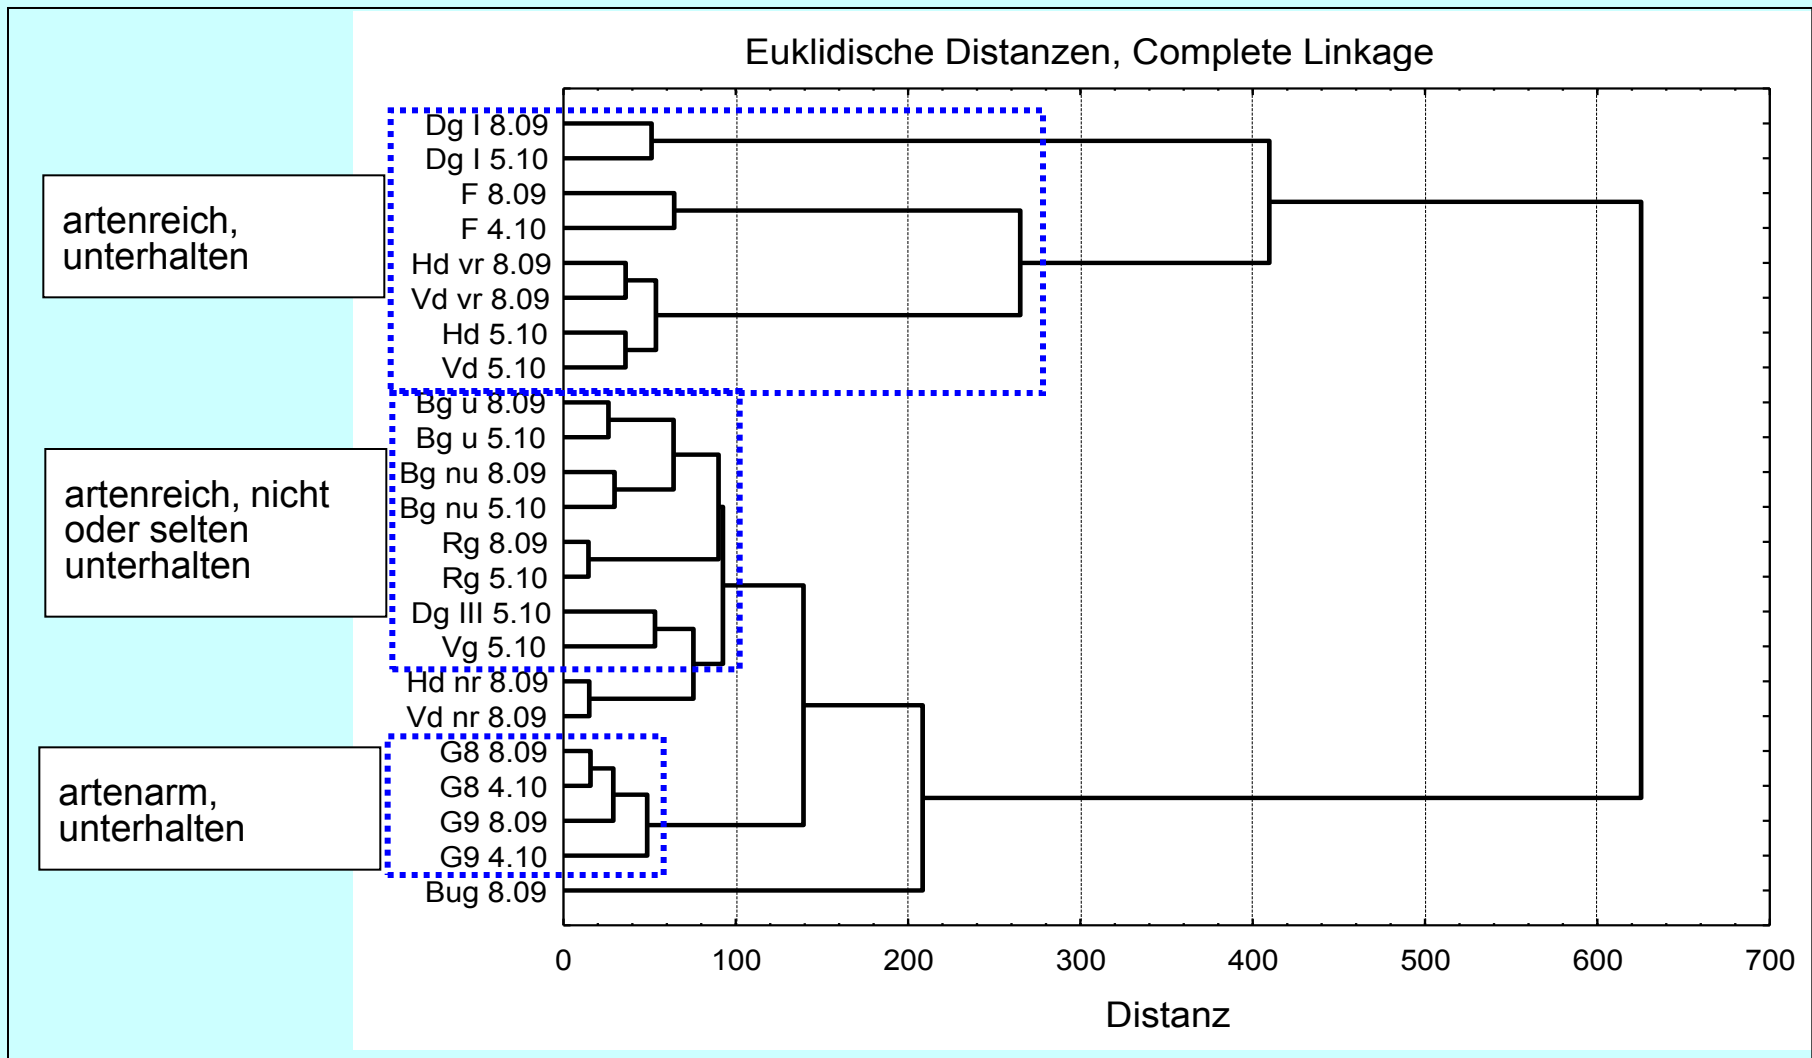 Euklidische Distanzen, Complete Linkage
artenreich,
unterhalten
artenreich, nicht
oder selten
unterhalten
artenarm,
unterhalten
Dg I 8.09
Dg I 5.10
F 8.09
F 4.10
Hd vr 8.09
Vd vr 8.09
Hd 5.10
Vd 5.10
Bg u 8.09
Bg u 5.10
Bg nu 8.09
Bg nu 5.10
Rg 8.09
Rg 5.10
Dg III 5.10
Vg 5.10
Hd nr 8.09
Vd nr 8.09
G8 8.09
G8 4.10
G9 8.09
G9 4.10
Bug 8.09
0 100 200 300 400 500 600 700
Distanz